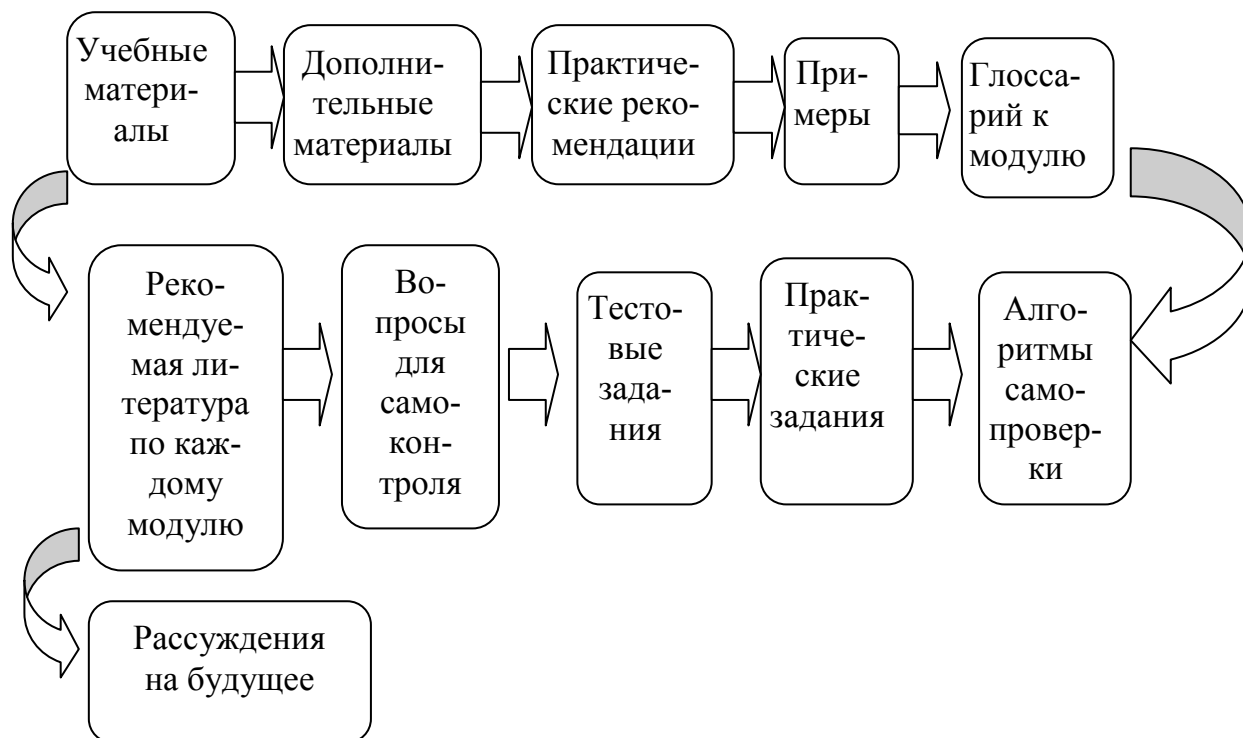 Учебные
матери-
алы
Дополни-
тельные
материалы
Практиче-
ские реко-
мендации
При-
меры
Глосса-
рий к
модулю
Реко-
мендуе-
мая ли-
тература
по каж-
дому
модулю
Во-
просы
для
само-
кон-
троля
Тесто-
вые
зада-
ния
Прак-
тиче-
ские
задания
Алго-
ритмы
само-
провер-
ки
Рассуждения
на будущее